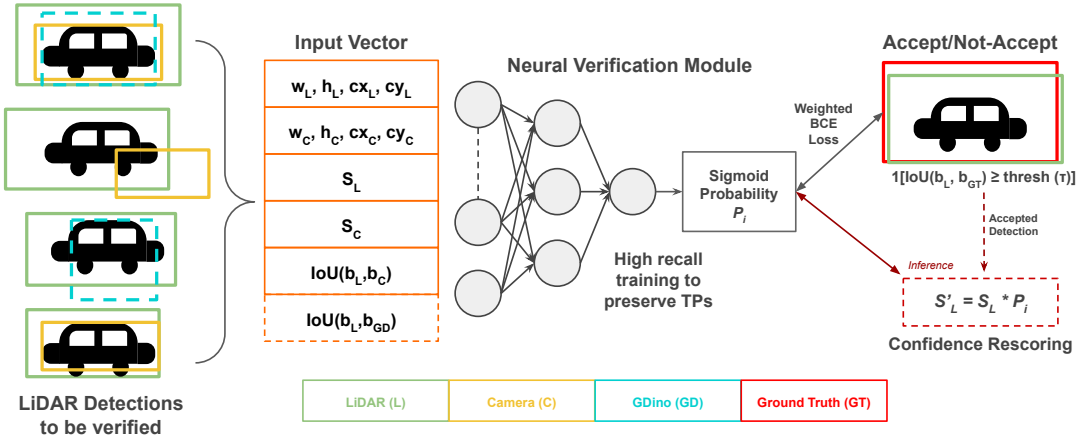 LiDAR Detections
to be verified
Input Vector
w_L, h_L, cx_L, cy_L
w_C, h_C, cx_C, cy_C
S_L
S_C
IoU(b_L,b_C)
IoU(b_L,b_GD)
Neural Verification Module
High recall
training to
preserve TPs
Sigmoid
Probability
P_i
Weighted
BCE
Loss
Accept/Not-Accept
1[IoU(b_L, b_GT) ≥ thresh (τ)]
Accepted
Detection
Inference
S'_L = S_L * P_i
Confidence Rescoring
LiDAR (L)
Camera (C)
GDino (GD)
Ground Truth (GT)